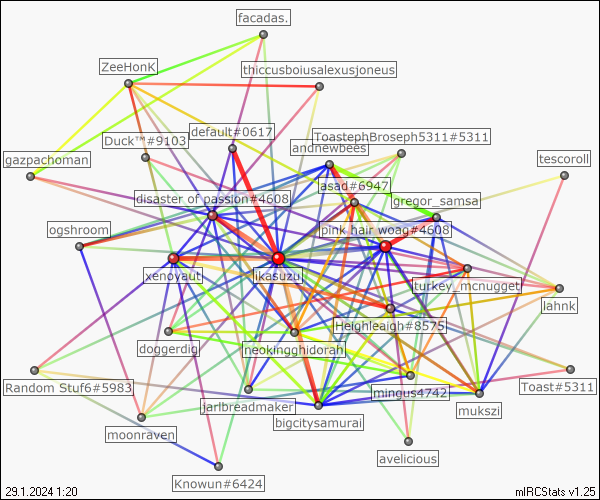 facadas.
ZeeHonK
thiccusboiusalexusjoneus
default#0617
ToastephBroseph5311#5311
Duck™#9103
andnewbees
gazpachoman
tescoroll
asad#6947
disaster of passion#4608
gregor_samsa
ogshroom
pink hair woag#4608
xenoyaut
ikasuzui
turkey_mcnugget
lahnk
Heighleaigh#8575
doggerdig
neokingghidorah
Random Stuf6#5983
Toast#5311
mingus4742
jarlbreadmaker
mukszi
bigcitysamurai
moonraven
avelicious
Knowun#6424
29.1.2024 1:20
mIRCStats v1.25